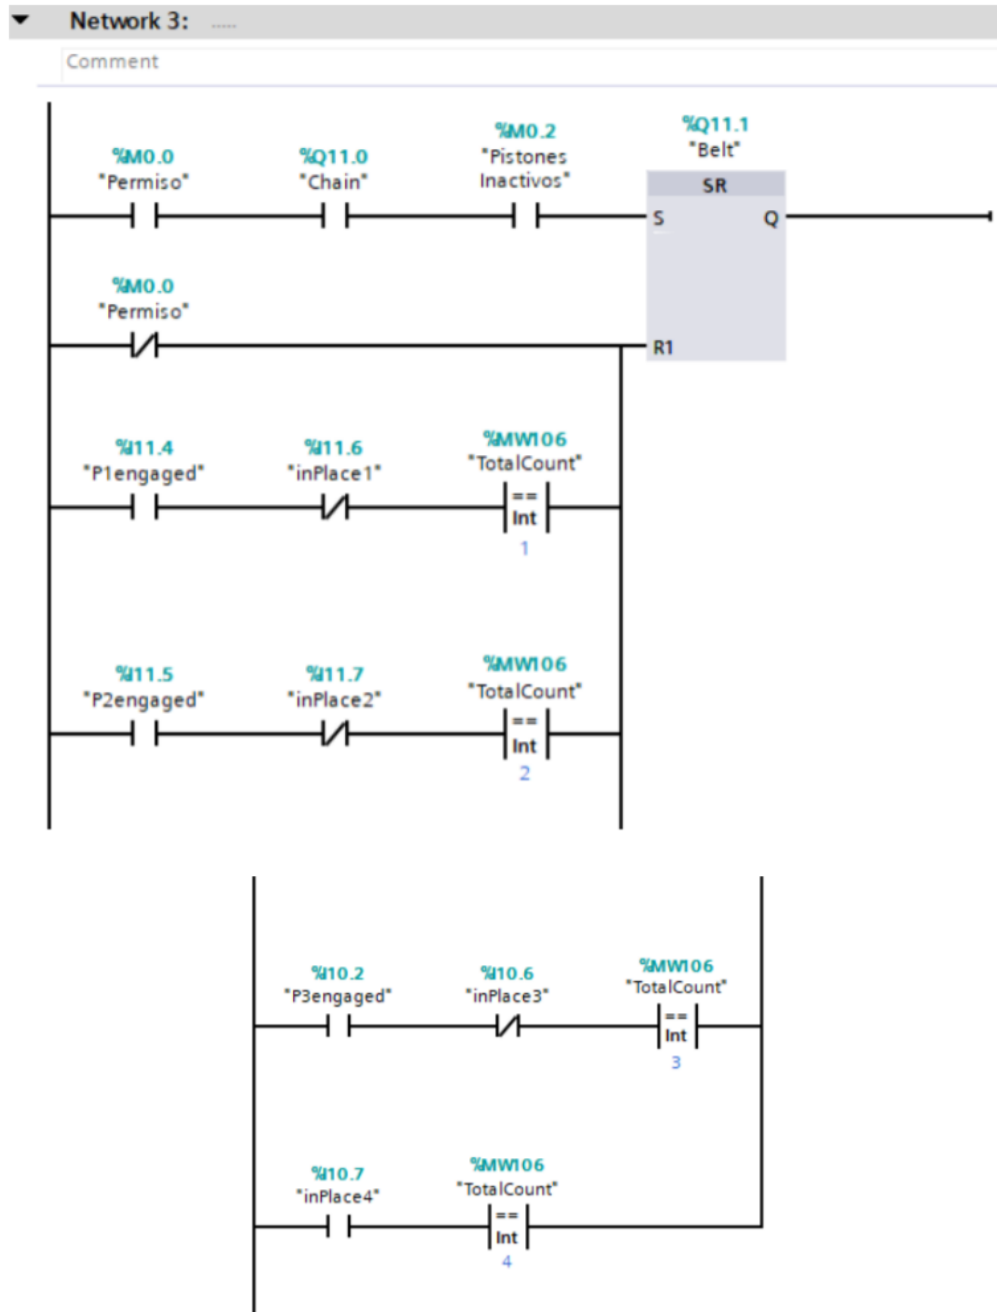 Network 3: .....
Comment
%M0.0
"Permiso"
%Q11.0
"Chain"
%M0.2
"Pistones
Inactivos"
%Q11.1
"Belt"
SR
S
Q
%M0.0
"Permiso"
R1
%I11.4
"P1engaged"
%I11.6
"inPlace1"
%MW106
"TotalCount"
==
Int
1
%I11.5
"P2engaged"
%I11.7
"inPlace2"
%MW106
"TotalCount"
==
Int
2
%I10.2
"P3engaged"
%I10.6
"inPlace3"
%MW106
"TotalCount"
==
Int
3
%I10.7
"inPlace4"
%MW106
"TotalCount"
==
Int
4